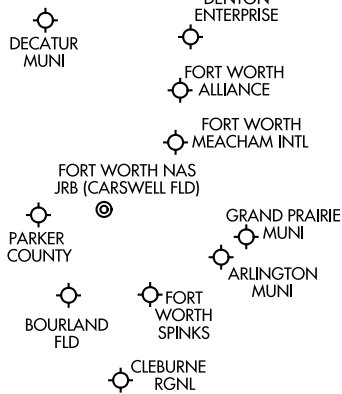 DENTON
ENTERPRISE
DECATUR
MUNI
FORT WORTH
ALLIANCE
FORT WORTH
MEACHAM INTL
FORT WORTH NAS
JRB (CARSWELL FLD)
GRAND PRAIRIE
MUNI
PARKER
COUNTY
ARLINGTON
MUNI
FORT
WORTH
SPINKS
BOURLAND
FLD
CLEBURNE
RGNL